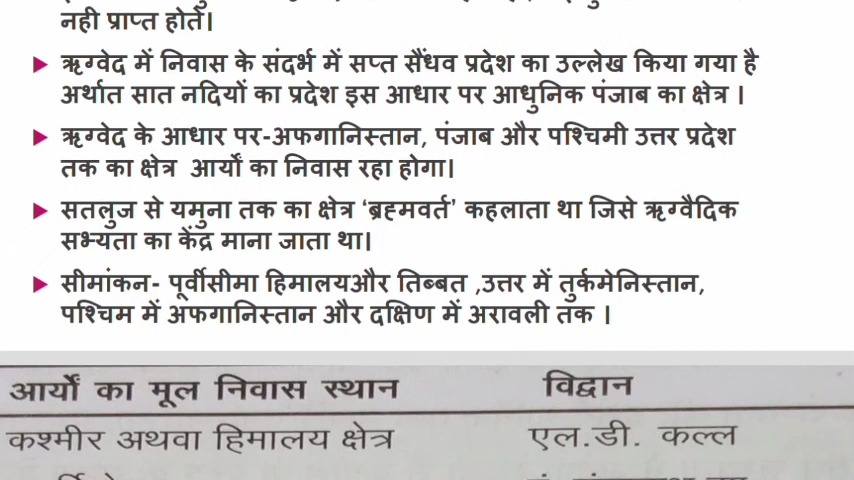 नही प्राप्त होते।
ऋग्वेद में निवास के संदर्भ में सप्त सैंधव प्रदेश का उल्लेख किया गया है
अर्थात सात नदियों का प्रदेश इस आधार पर आधुनिक पंजाब का क्षेत्र ।
ऋग्वेद के आधार पर-अफगानिस्तान, पंजाब और पश्चिमी उत्तर प्रदेश
तक का क्षेत्र आर्यों का निवास रहा होगा।
सतलुज से यमुना तक का क्षेत्र ‘ब्रह्मवर्त’ कहलाता था जिसे ऋग्वैदिक
सभ्यता का केंद्र माना जाता था।
सीमांकन- पूर्वीसीमा हिमालयऔर तिब्बत ,उत्तर में तुर्कमेनिस्तान,
पश्चिम में अफगानिस्तान और दक्षिण में अरावली तक ।
आर्यों का मूल निवास स्थान विद्वान
कश्मीर अथवा हिमालय क्षेत्र एल.डी. कल्ल